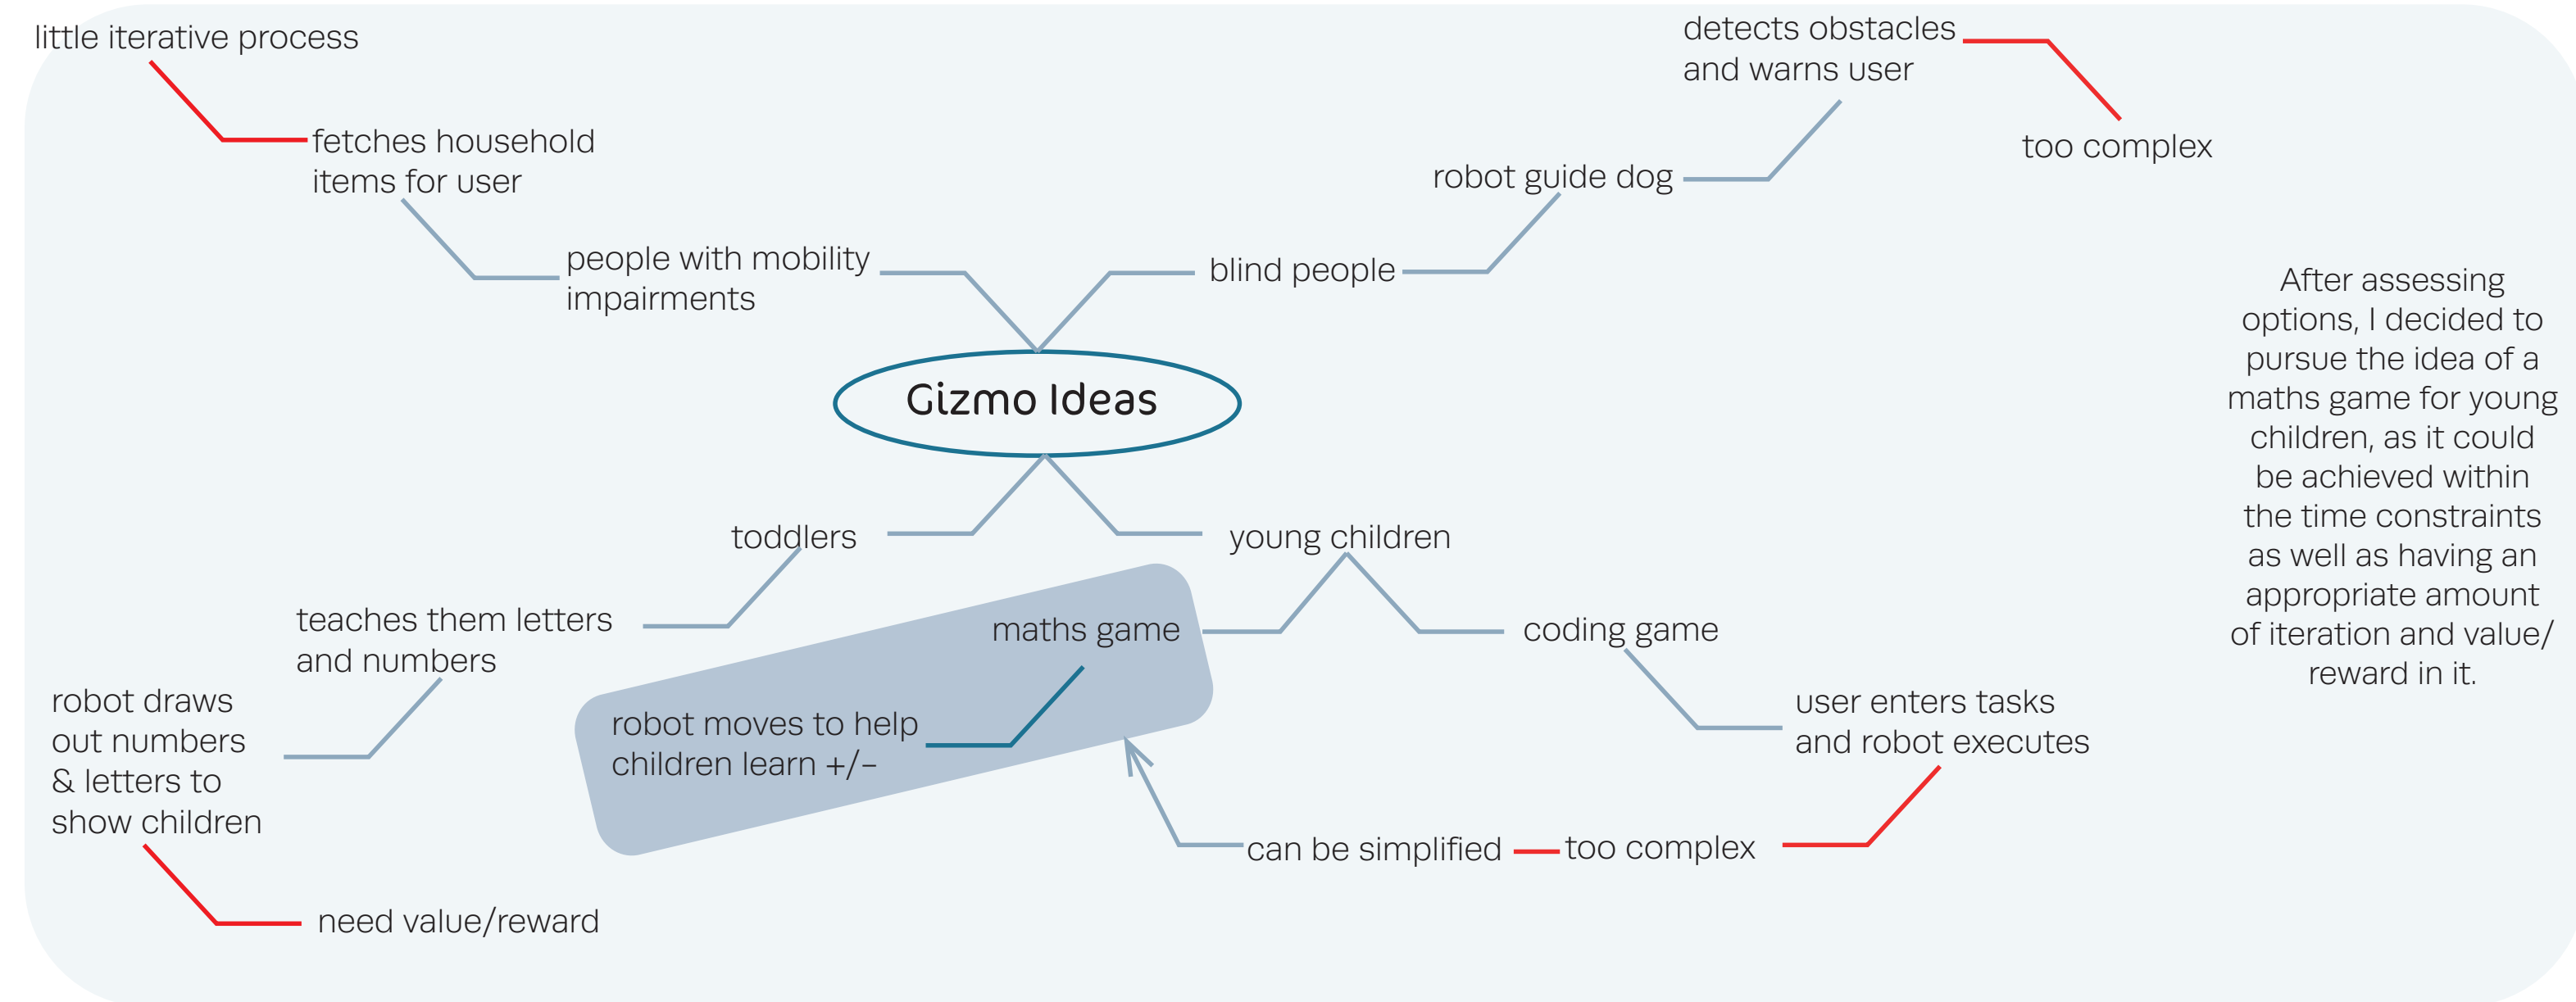 little iterative process
fetches household
items for user
people with mobility
impairments
detects obstacles
and warns user
too complex
robot guide dog
blind people
Gizmo Ideas
toddlers
teaches them letters
and numbers
robot draws
out numbers
& letters to
show children
need value/reward
young children
maths game
robot moves to help
children learn +/-
coding game
user enters tasks
and robot executes
too complex
can be simplified
After assessing
options, I decided to
pursue the idea of a
maths game for young
children, as it could
be achieved within
the time constraints
as well as having an
appropriate amount
of iteration and value/
reward in it.